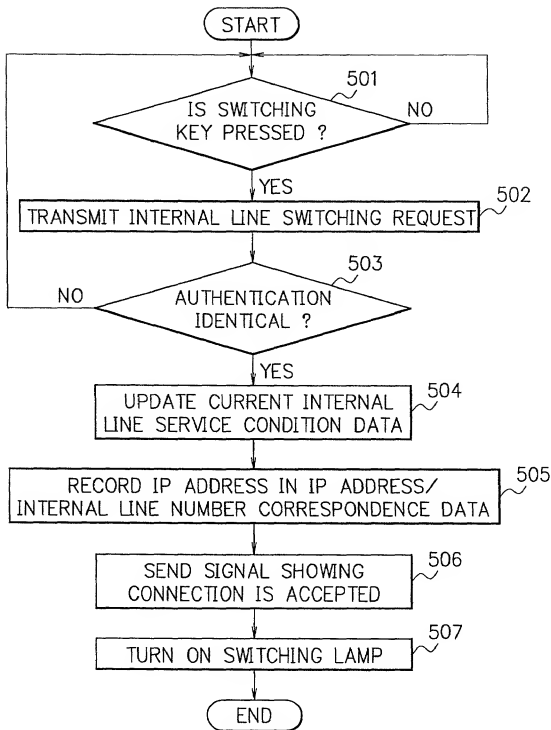 START
501
IS SWITCHING
KEY PRESSED ?
NO
YES
502
TRANSMIT INTERNAL LINE SWITCHING REQUEST
503
NO
AUTHENTICATION
IDENTICAL ?
YES
504
UPDATE CURRENT INTERNAL
LINE SERVICE CONDITION DATA
505
RECORD IP ADDRESS IN IP ADDRESS/
INTERNAL LINE NUMBER CORRESPONDENCE DATA
506
SEND SIGNAL SHOWING
CONNECTION IS ACCEPTED
507
TURN ON SWITCHING LAMP
END